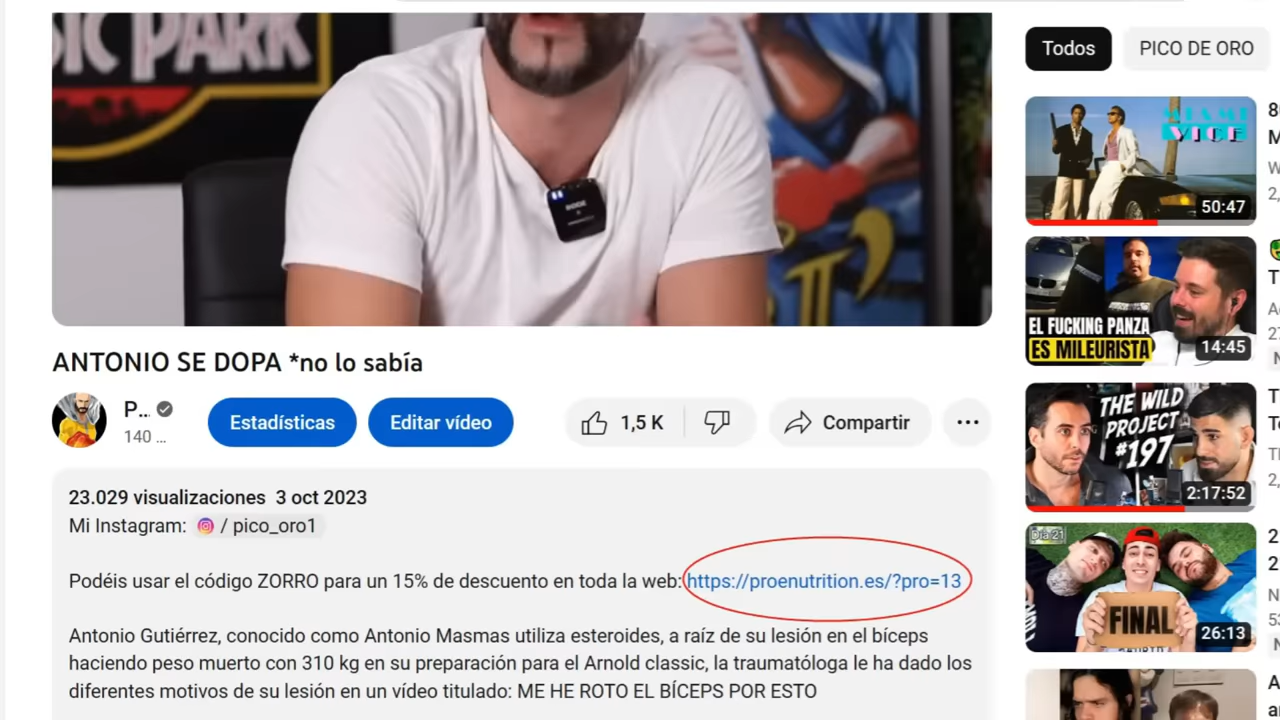 SIC PARK
Todos
PICO DE ORO
MIAMI
VICE
50:47
EL FUCKING PANZA
ES MILEURISTA
14:45
ANTONIO SE DOPA *no lo sabía
P...
140 ...
Estadísticas
Editar vídeo
1,5 K
Compartir
THE WILD
PROJECT
#197
2:17:52
23.029 visualizaciones 3 oct 2023
Mi Instagram: / pico_oro1
Día 21
FINAL
26:13
Podéis usar el código ZORRO para un 15% de descuento en toda la web: https://proenutrition.es/?pro=13
Antonio Gutiérrez, conocido como Antonio Masmas utiliza esteroides, a raíz de su lesión en el bíceps
haciendo peso muerto con 310 kg en su preparación para el Arnold classic, la traumatóloga le ha dado los
diferentes motivos de su lesión en un vídeo titulado: ME HE ROTO EL BÍCEPS POR ESTO